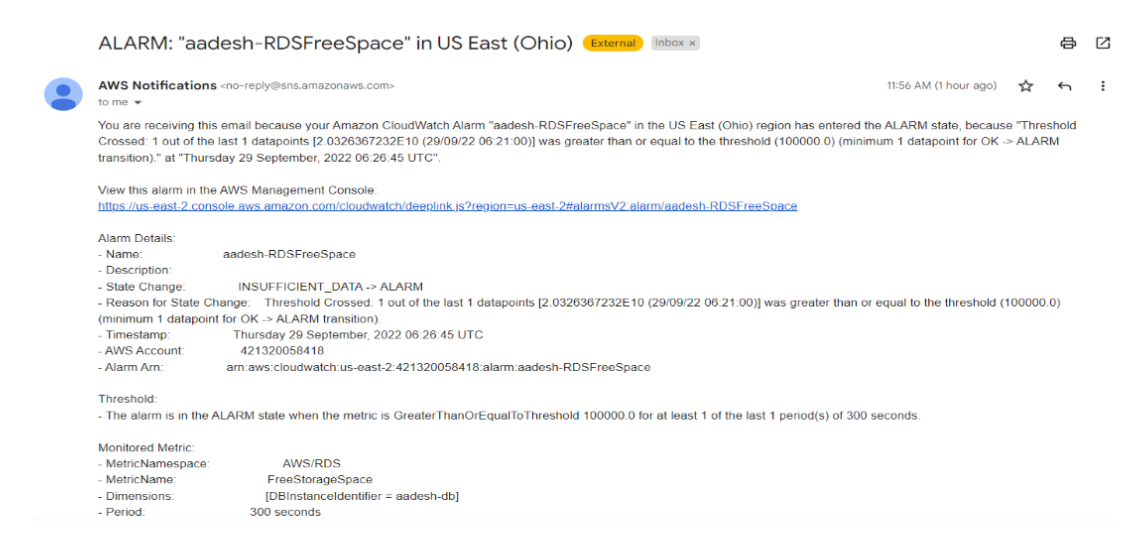 ALARM: "aadesh-RDSFreeSpace" in US East (Ohio) External Inbox ×
AWS Notifications <no-reply@sns.amazonaws.com> 11:56 AM (1 hour ago)
to me
You are receiving this email because your Amazon CloudWatch Alarm "aadesh-RDSFreeSpace" in the US East (Ohio) region has entered the ALARM state, because "Threshold
Crossed: 1 out of the last 1 datapoints [2.0326367232E10 (29/09/22 06:21:00)] was greater than or equal to the threshold (100000.0) (minimum 1 datapoint for OK -> ALARM
transition)." at "Thursday 29 September, 2022 06:26:45 UTC".
View this alarm in the AWS Management Console:
https://us-east-2.console.aws.amazon.com/cloudwatch/deeplink.js?region=us-east-2#alarmsV2:alarm/aadesh-RDSFreeSpace
Alarm Details:
- Name: aadesh-RDSFreeSpace
- Description:
- State Change: INSUFFICIENT_DATA -> ALARM
- Reason for State Change: Threshold Crossed: 1 out of the last 1 datapoints [2.0326367232E10 (29/09/22 06:21:00)] was greater than or equal to the threshold (100000.0)
(minimum 1 datapoint for OK -> ALARM transition).
- Timestamp: Thursday 29 September, 2022 06:26:45 UTC
- AWS Account: 421320058418
- Alarm Arn: arn:aws:cloudwatch:us-east-2:421320058418:alarm:aadesh-RDSFreeSpace
Threshold:
- The alarm is in the ALARM state when the metric is GreaterThanOrEqualToThreshold 100000.0 for at least 1 of the last 1 period(s) of 300 seconds.
Monitored Metric:
- MetricNamespace: AWS/RDS
- MetricName: FreeStorageSpace
- Dimensions: [DBInstanceIdentifier = aadesh-db]
- Period: 300 seconds